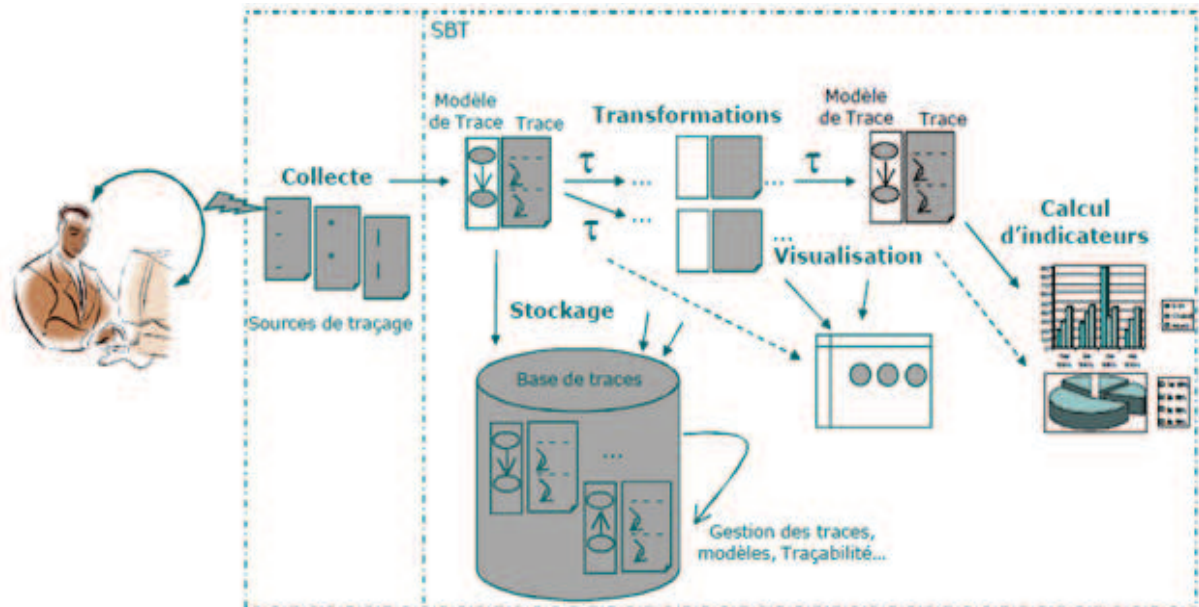 SBT
Modèle
de Trace
Trace
Transformations
Modèle
de Trace
Trace
Collecte
τ
...
...
τ
τ
...
...
Calcul
d'indicateurs
Visualisation
Sources de traçage
Stockage
Base de traces
...
Gestion des traces,
modèles, Traçabilité...